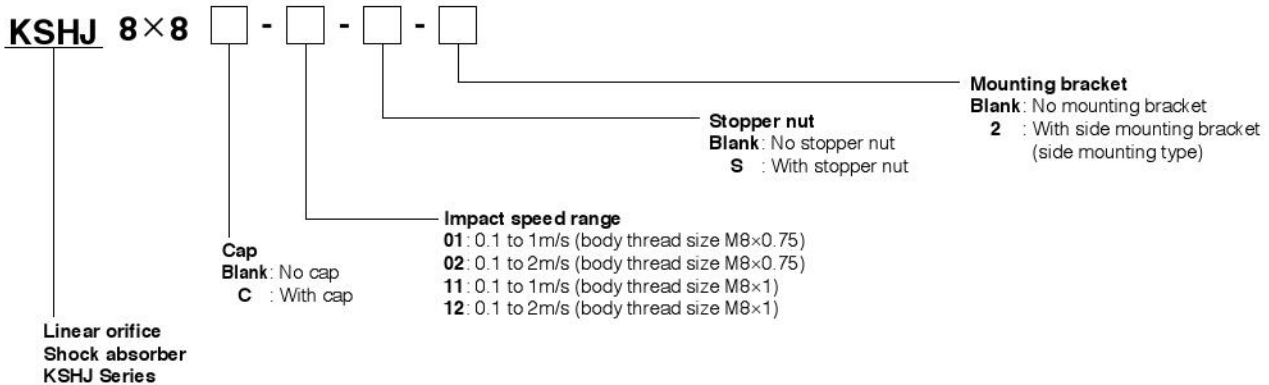 KSHJ 8×8 - - -
Mounting bracket
Blank: No mounting bracket
2 : With side mounting bracket
(side mounting type)
Stopper nut
Blank: No stopper nut
S : With stopper nut
Impact speed range
01: 0.1 to 1m/s (body thread size M8×0.75)
02: 0.1 to 2m/s (body thread size M8×0.75)
11: 0.1 to 1m/s (body thread size M8×1)
12: 0.1 to 2m/s (body thread size M8×1)
Cap
Blank: No cap
C : With cap
Linear orifice
Shock absorber
KSHJ Series